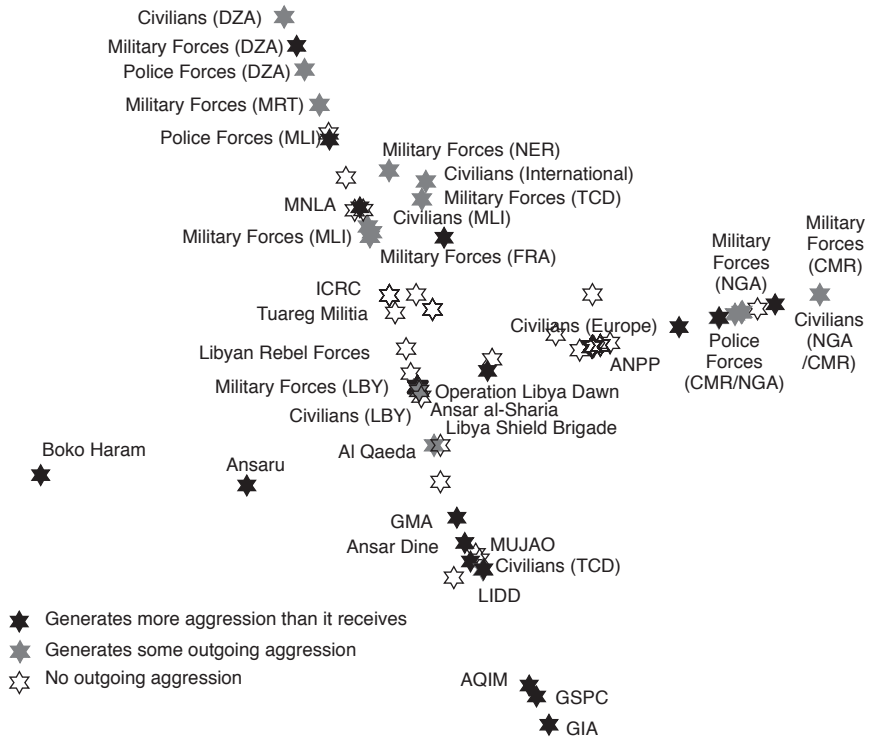 Civilians (DZA)
Military Forces (DZA)
Police Forces (DZA)
Military Forces (MRT)
Police Forces (MLI)
Military Forces (NER)
Civilians (International)
Military Forces (TCD)
MNLA
Civilians (MLI)
Military Forces (MLI)
Military Forces (FRA)
Military
Forces
(NGA)
Military
Forces
(CMR)
ICRC
Tuareg Militia
Civilians (Europe)
Civilians
(NGA
/CMR)
Police
Forces
(CMR/NGA)
Libyan Rebel Forces
ANPP
Military Forces (LBY)
Operation Libya Dawn
Civilians (LBY)
Ansar al-Sharia
Libya Shield Brigade
Al Qaeda
Boko Haram
Ansaru
GMA
Ansar Dine
MUJAO
Civilians (TCD)
LIDD
Generates more aggression than it receives
Generates some outgoing aggression
No outgoing aggression
AQIM
GSPC
GIA